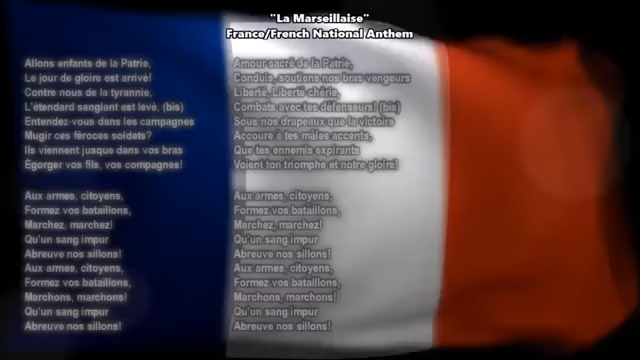 "La Marseillaise"
France/French National Anthem
Allons enfants de la Patrie,
Le jour de gloire est arrivé!
Contre nous de la tyrannie,
L'étendard sanglant est levé, (bis)
Entendez-vous dans les campagnes
Mugir ces féroces soldats?
Ils viennent jusque dans vos bras
Égorger vos fils, vos compagnes!
Aux armes, citoyens,
Formez vos bataillons,
Marchez, marchez!
Qu'un sang impur
Abreuve nos sillons!
Aux armes, citoyens,
Formez vos bataillons,
Marchons, marchons!
Qu'un sang impur
Abreuve nos sillons!
Amour sacré de la Patrie,
Conduis, soutiens nos bras vengeurs
Liberté, Liberté chérie,
Combats avec tes défenseurs! (bis)
Sous nos drapeaux que la victoire
Accoure à tes mâles accents,
Que tes ennemis expirants
Voient ton triomphe et notre gloire!
Aux armes, citoyens,
Formez vos bataillons,
Marchez, marchez!
Qu'un sang impur
Abreuve nos sillons!
Aux armes, citoyens,
Formez vos bataillons,
Marchons, marchons!
Qu'un sang impur
Abreuve nos sillons!